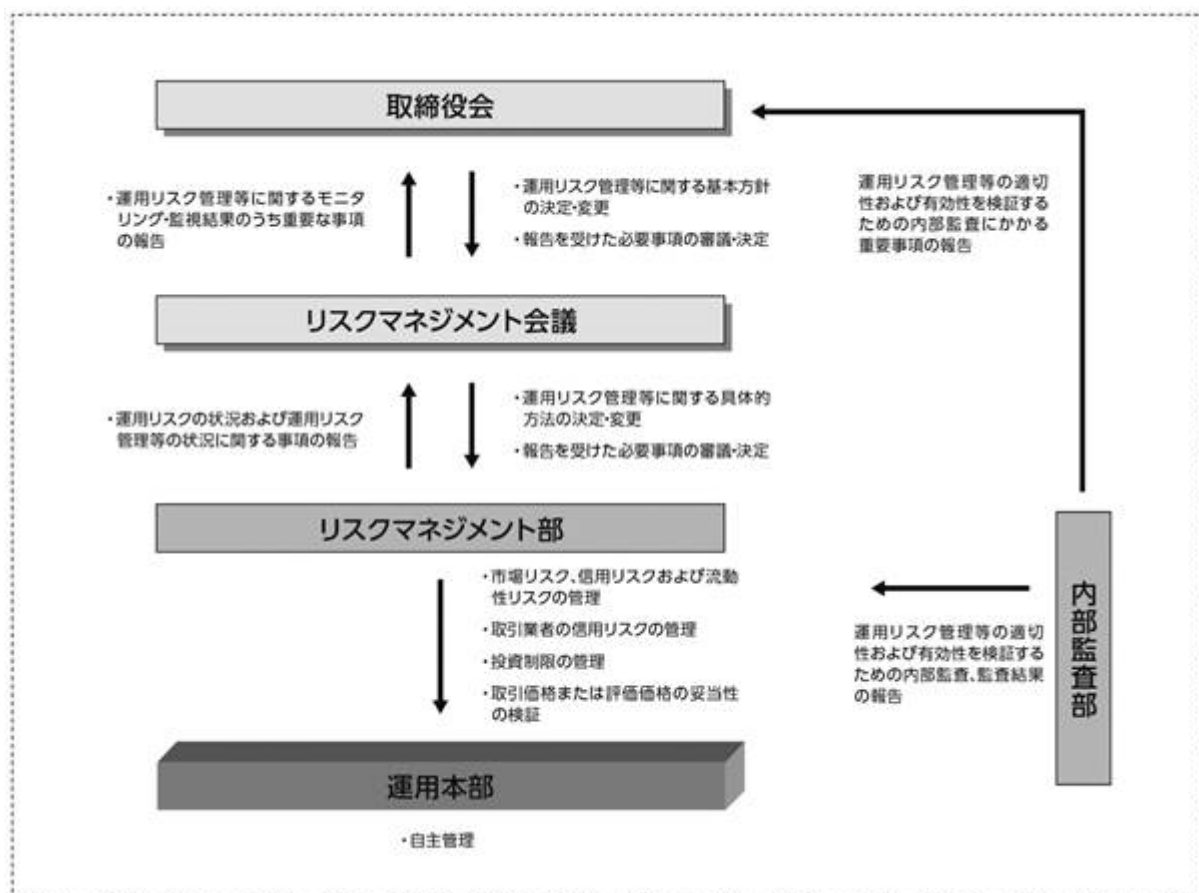 取締役会
・運用リスク管理等に関するモニタ
リング・監視結果のうち重要な事項
の報告
・運用リスク管理等に関する基本方針
の決定・変更
・報告を受けた必要事項の審議・決定
運用リスク管理等の適切
性および有効性を検証する
ための内部監査にかかる
重要事項の報告
リスクマネジメント会議
・運用リスクの状況および運用リスク
管理等の状況に関する事項の報告
・運用リスク管理等に関する具体的
方法の決定・変更
・報告を受けた必要事項の審議・決定
リスクマネジメント部
・市場リスク、信用リスクおよび流動
性リスクの管理
・取引業者の信用リスクの管理
・投資制限の管理
・取引価格または評価価格の妥当性
の検証
運用リスク管理等の適切
性および有効性を検証する
ための内部監査、監査結果
の報告
内部監査部
運用本部
・自主管理